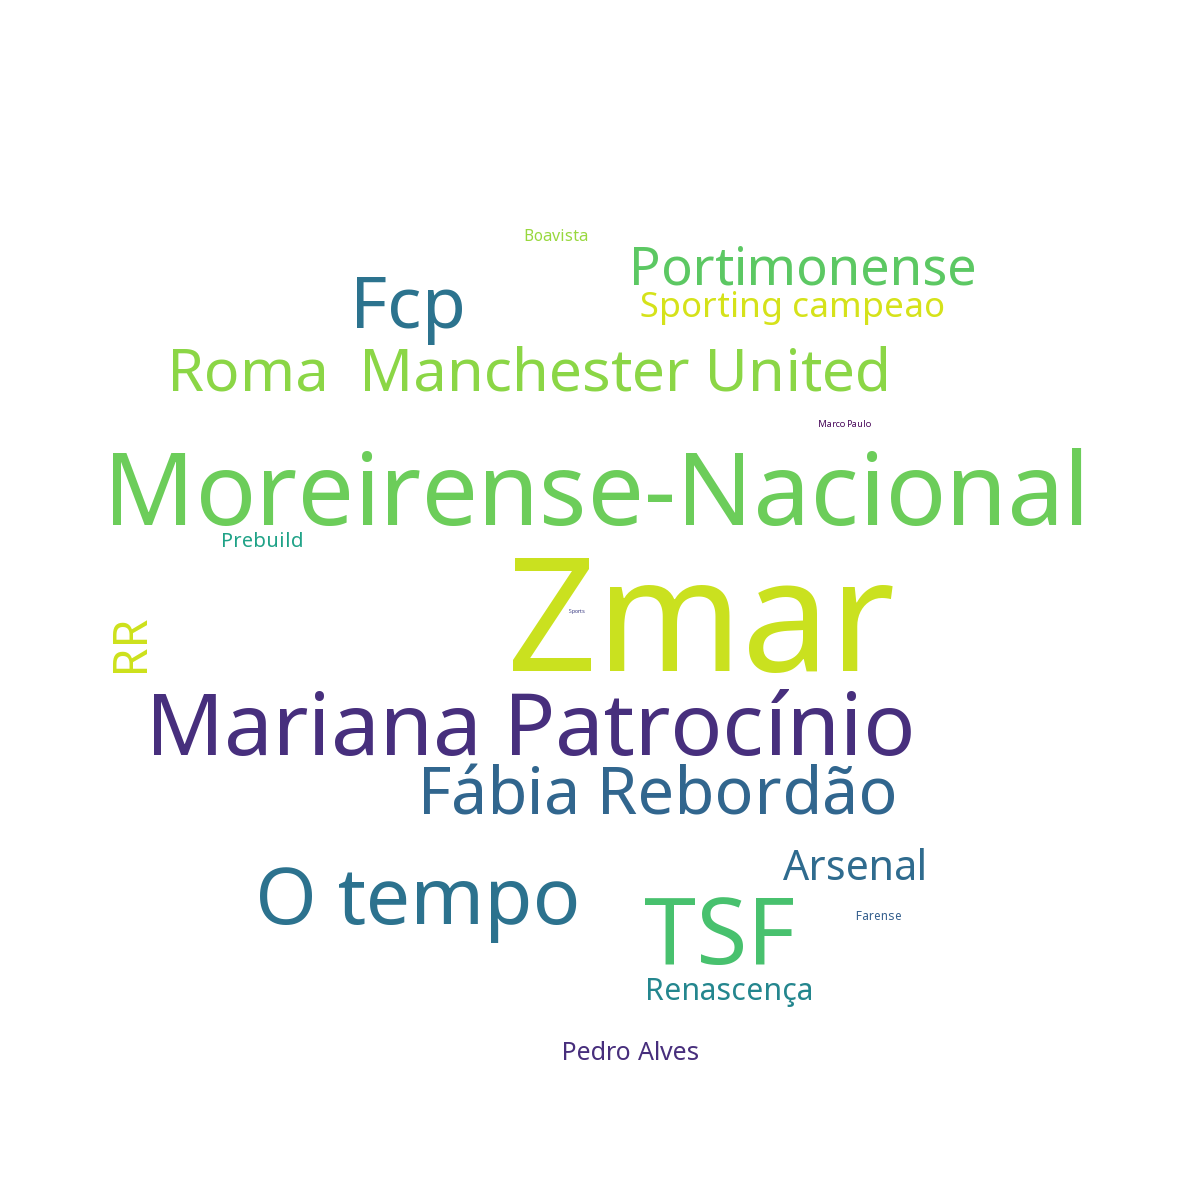 Boavista
Portimonense
Fcp
Sporting campeao
Roma Manchester United
Marco Paulo
Moreirense-Nacional
Prebuild
Zmar
Sports
RR
Mariana Patrocínio
Fábia Rebordão
Arsenal
O tempo
Farense
TSF
Renascença
Pedro Alves